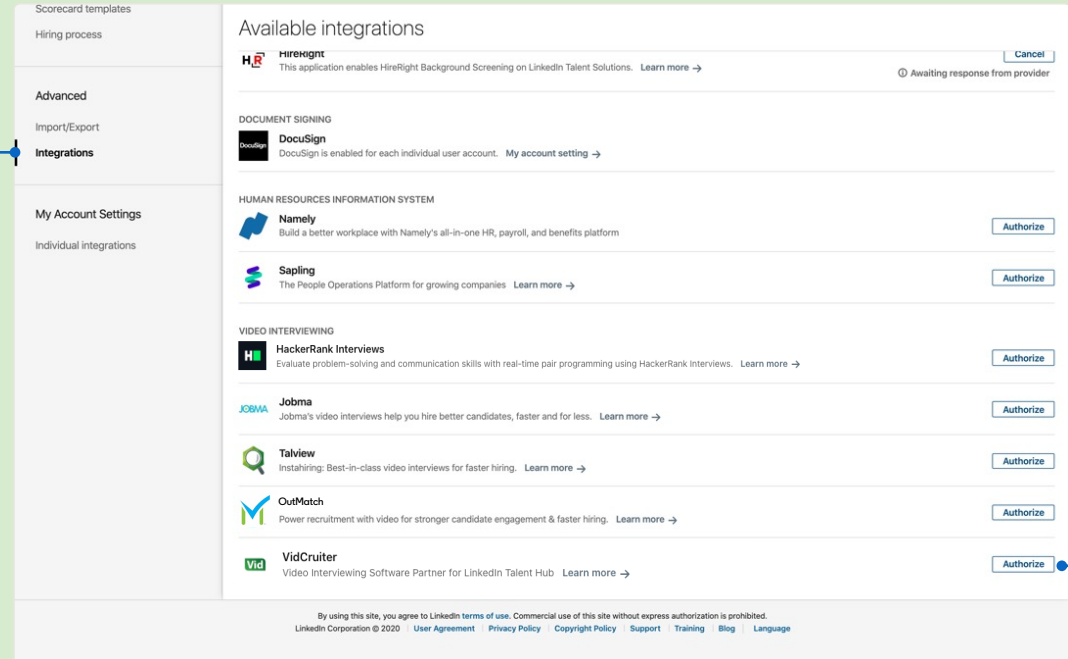 Scorecard templates
Hiring process
Advanced
Import/Export
Integrations
My Account Settings
Individual integrations
Available integrations
HR
HireRight
This application enables HireRight Background Screening on LinkedIn Talent Solutions. Learn more →
Cancel
Awaiting response from provider
DOCUMENT SIGNING
DocuSign
DocuSign
DocuSign is enabled for each individual user account. My account setting →
HUMAN RESOURCES INFORMATION SYSTEM
Namely
Build a better workplace with Namely's all-in-one HR, payroll, and benefits platform
Authorize
Sapling
The People Operations Platform for growing companies Learn more →
Authorize
VIDEO INTERVIEWING
H
HackerRank Interviews
Evaluate problem-solving and communication skills with real-time pair programming using HackerRank Interviews. Learn more →
Authorize
JOBMA
Jobma
Jobma's video interviews help you hire better candidates, faster and for less. Learn more →
Authorize
Talview
Instahiring: Best-in-class video interviews for faster hiring. Learn more →
Authorize
OutMatch
Power recruitment with video for stronger candidate engagement & faster hiring. Learn more →
Authorize
Vid
VidCruiter
Video Interviewing Software Partner for LinkedIn Talent Hub Learn more →
Authorize
By using this site, you agree to LinkedIn terms of use. Commercial use of this site without express authorization is prohibited.
LinkedIn Corporation © 2020 | User Agreement | Privacy Policy | Copyright Policy | Support | Training | Blog | Language